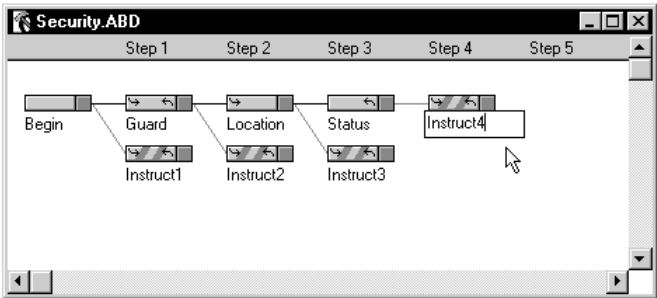 Security.ABD
Step 1 Step 2 Step 3 Step 4 Step 5
Begin Guard Location Status Instruct4
Instruct1 Instruct2 Instruct3